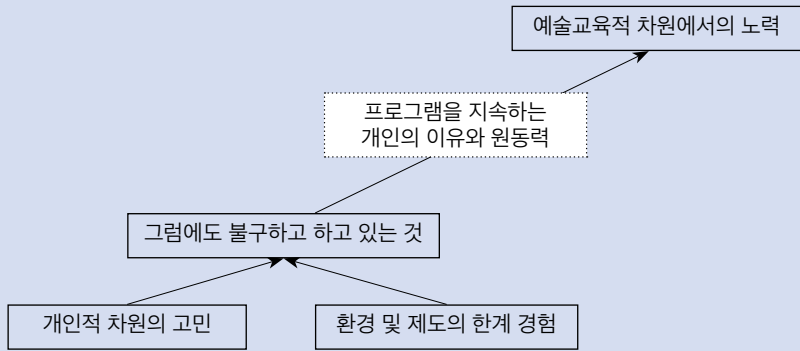 예술교육적 차원에서의 노력
프로그램을 지속하는
개인의 이유와 원동력
그럼에도 불구하고 하고 있는 것
개인적 차원의 고민
환경 및 제도의 한계 경험